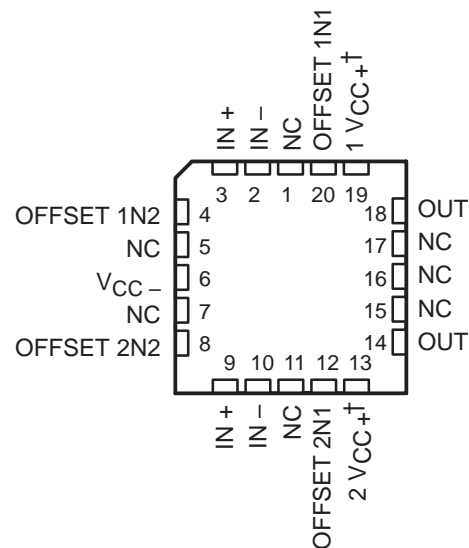 IN +
IN –
NC
OFFSET 1N1
1 VCC+†
3
2
1
20
19
OFFSET 1N2
4
18
OUT
NC
5
17
NC
VCC –
6
16
NC
NC
7
15
NC
OFFSET 2N2
8
14
OUT
9
10
11
12
13
IN +
IN –
NC
OFFSET 2N1
2 VCC+†